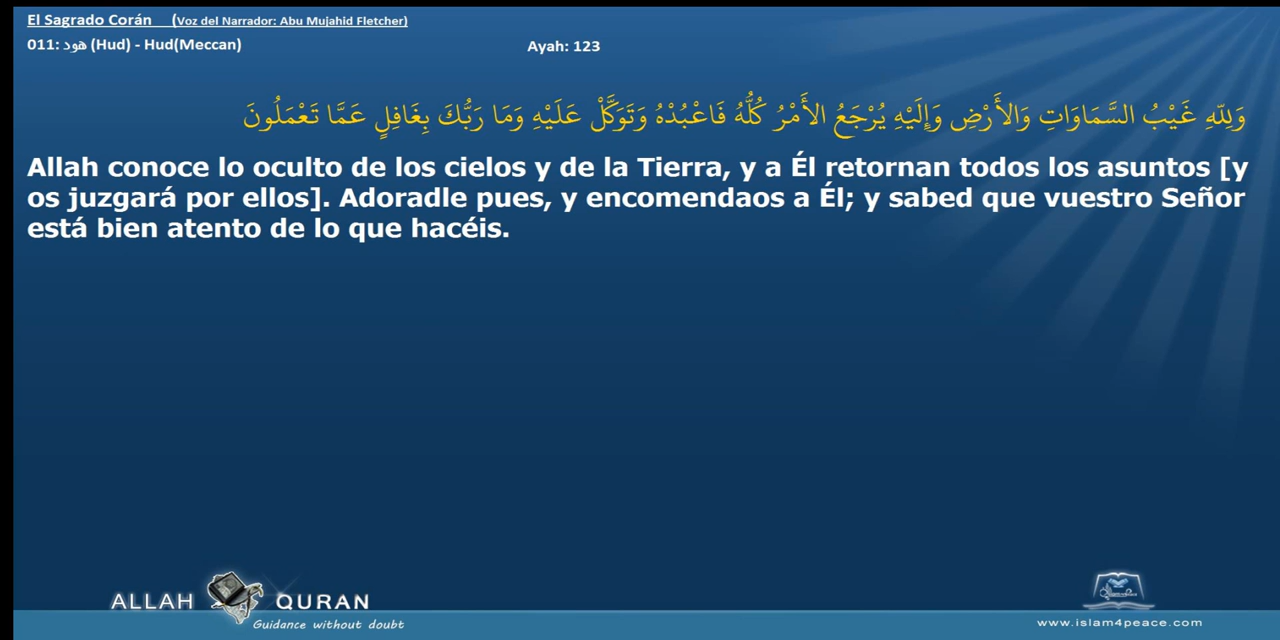 El Sagrado Corán (Voz del Narrador: Abu Mujahid Fletcher)
011: هود (Hud) - Hud(Meccan)
Ayah: 123
وَلِلّهِ غَيْبُ السَّمَاوَاتِ وَالأَرْضِ وَإِلَيْهِ يُرْجَعُ الأَمْرُ كُلُّهُ فَاعْبُدْهُ وَتَوَكَّلْ عَلَيْهِ وَمَا رَبُّكَ بِغَافِلٍ عَمَّا تَعْمَلُونَ
Allah conoce lo oculto de los cielos y de la Tierra, y a Él retornan todos los asuntos [y
os juzgará por ellos]. Adoradle pues, y encomendaos a Él; y sabed que vuestro Señor
está bien atento de lo que hacéis.
ALLAH QURAN
Guidance without doubt
www.islam4peace.com